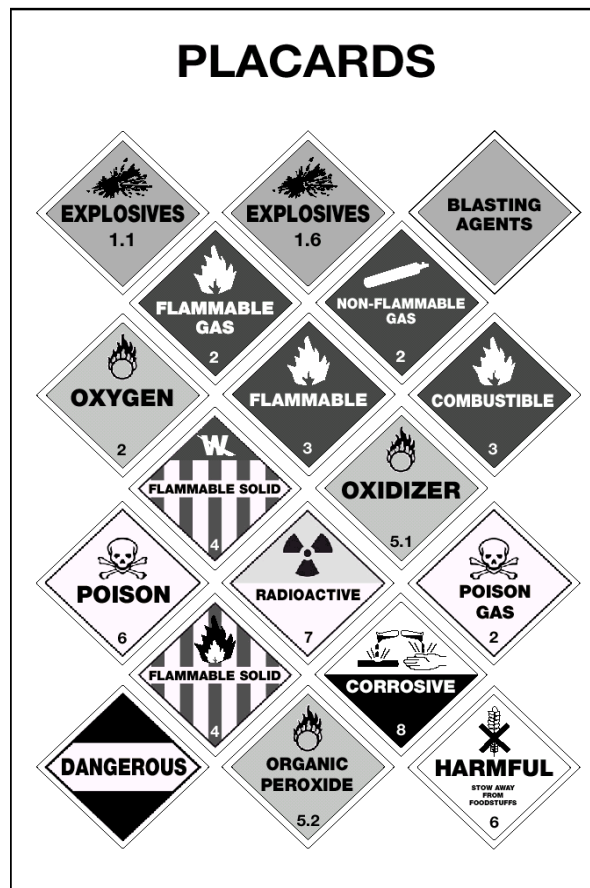 PLACARDS
EXPLOSIVES
1.1
EXPLOSIVES
1.6
BLASTING
AGENTS
FLAMMABLE
GAS
2
NON-FLAMMABLE
GAS
2
OXYGEN
2
FLAMMABLE
3
COMBUSTIBLE
3
W
FLAMMABLE SOLID
4
OXIDIZER
5.1
POISON
6
RADIOACTIVE
7
POISON
GAS
2
FLAMMABLE SOLID
4
CORROSIVE
8
DANGEROUS
ORGANIC
PEROXIDE
5.2
HARMFUL
STOW AWAY
FROM
FOODSTUFFS
6